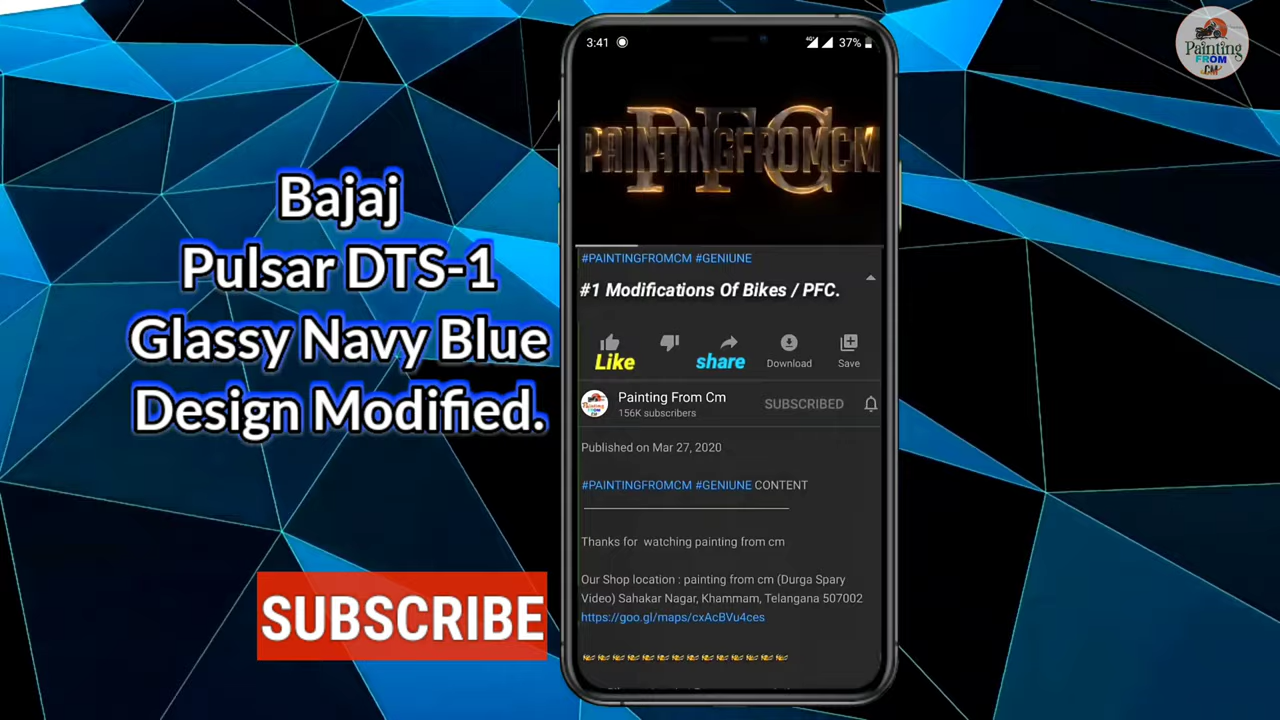 Bajaj
Pulsar DTS-1
Glassy Navy Blue
Design Modified.
SUBSCRIBE
3:41
4G+
37%
PFC
PAINTINGFROMCM
#PAINTINGFROMCM #GENIUNE
#1 Modifications Of Bikes / PFC.
Like
share
Download
Save
Painting From Cm
156K subscribers
SUBSCRIBED
Published on Mar 27, 2020
#PAINTINGFROMCM #GENIUNE CONTENT
Thanks for watching painting from cm
Our Shop location : painting from cm (Durga Spary
Video) Sahakar Nagar, Khammam, Telangana 507002
https://goo.gl/maps/cxAcBVu4ces
Painting
FROM
CM